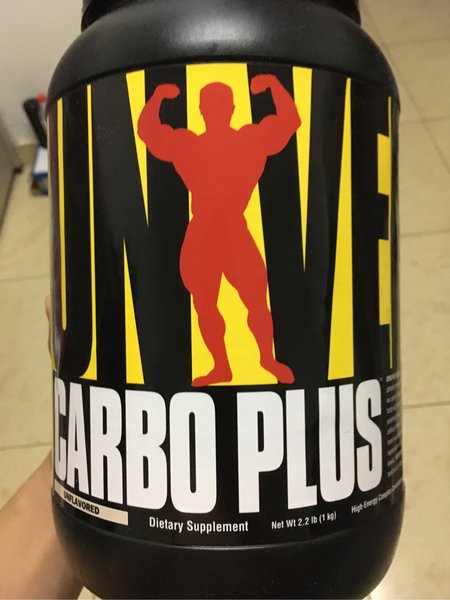 UNIVE
CARBO PLUS
UNFLAVORED
Dietary Supplement
Net Wt 2.2 lb (1 kg)
High-Energy